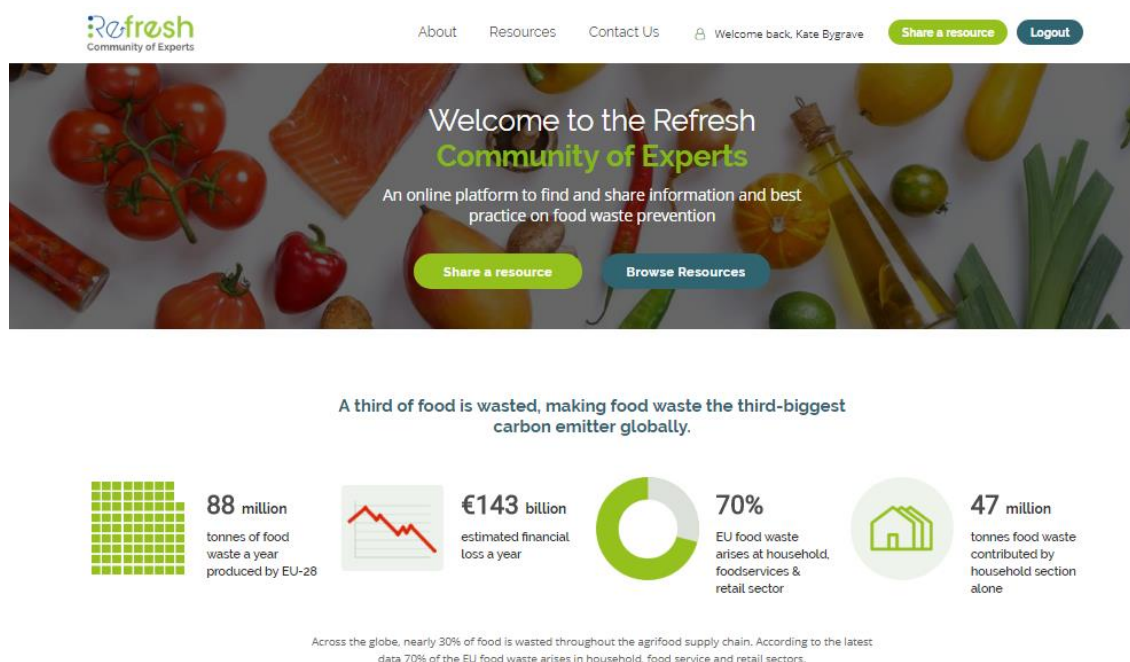 Refresh
Community of Experts
About Resources Contact Us Welcome back, Kate Bygrave Share a resource Logout
Welcome to the Refresh
Community of Experts
An online platform to find and share information and best
practice on food waste prevention
Share a resource Browse Resources
A third of food is wasted, making food waste the third-biggest
carbon emitter globally.
88 million
tonnes of food
waste a year
produced by EU-28
€143 billion
estimated financial
loss a year
70%
EU food waste
arises at household,
foodservices &
retail sector
47 million
tonnes food waste
contributed by
household section
alone
Across the globe, nearly 30% of food is wasted throughout the agrifood supply chain. According to the latest
data 70% of the EU food waste arises in household, food service and retail sectors.